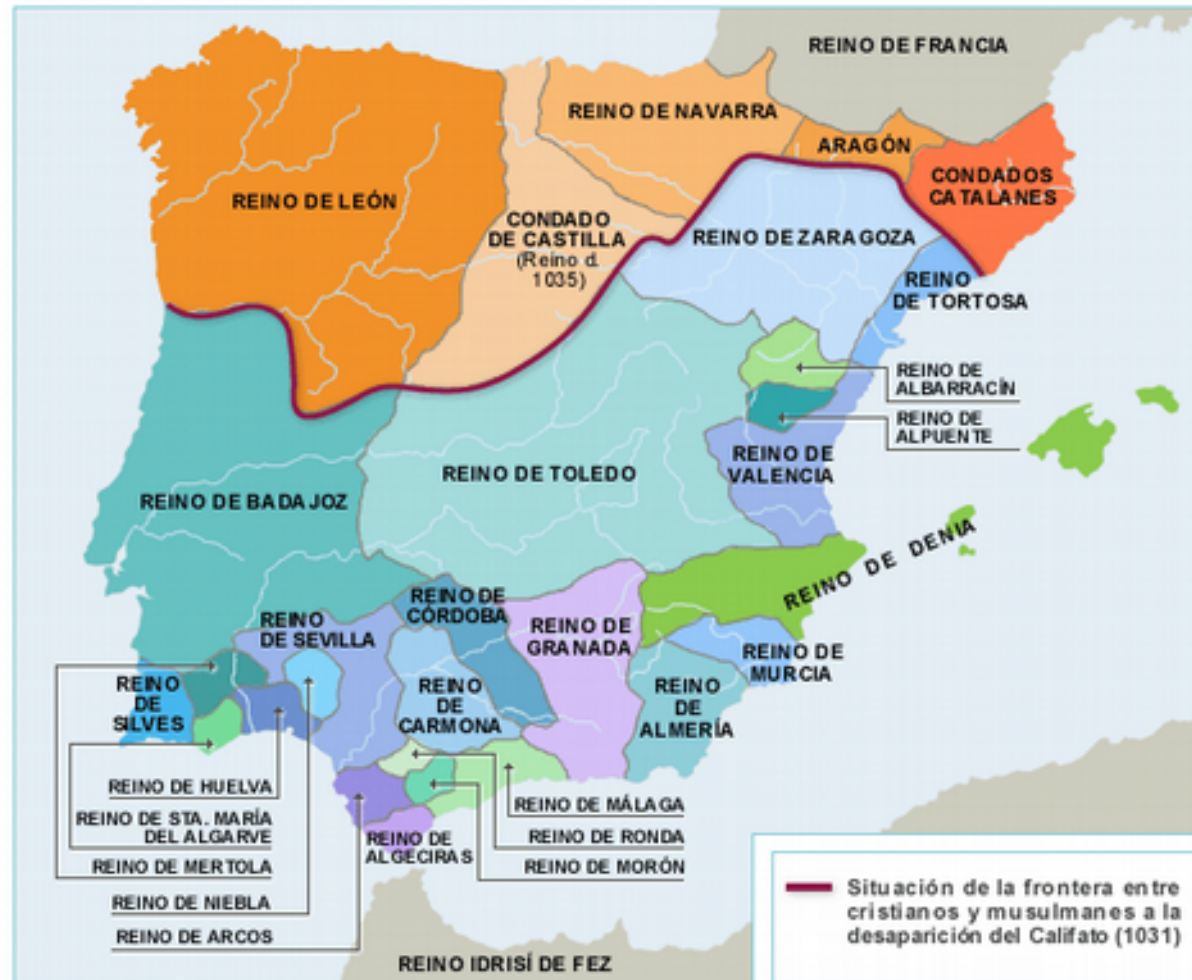 REINO DE FRANCIA
REINO DE NAVARRA
ARAGÓN
CONDADOS
CATALANES
REINO DE LEÓN
CONDADO
DE CASTILLA
(Reino d.
1035)
REINO DE ZARAGOZA
REINO
DE TORTOSA
REINO DE
ALBARRACÍN
REINO DE
ALPUENTE
REINO DE
VALENCIA
REINO DE TOLEDO
REINO DE BADAJOZ
REINO DE DENIA
REINO DE
CÓRDOBA
REINO
DE SEVILLA
REINO DE
GRANADA
REINO DE
MURCIA
REINO
DE
SILVES
REINO
DE
CARMONA
REINO
DE
ALMERÍA
REINO DE HUELVA
REINO DE STA. MARÍA
DEL ALGARVE
REINO DE MERTOLA
REINO DE NIEBLA
REINO DE ARCOS
REINO DE
ALGECIRAS
REINO DE MÁLAGA
REINO DE RONDA
REINO DE MORÓN
REINO IDRISÍ DE FEZ
Situación de la frontera entre
cristianos y musulmanes a la
desaparición del Califato (1031)